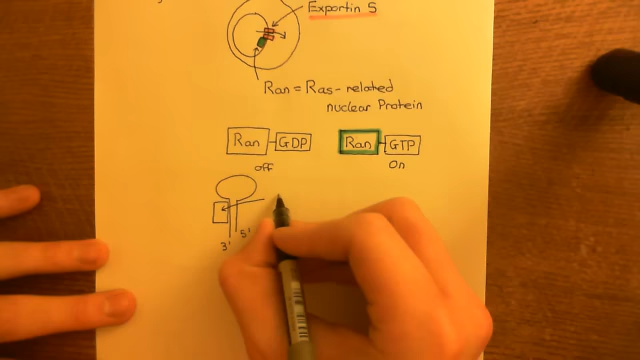 Exportin 5
Ran = Ras-related
nuclear Protein
Ran GDP Ran GTP
off On
3' 5'